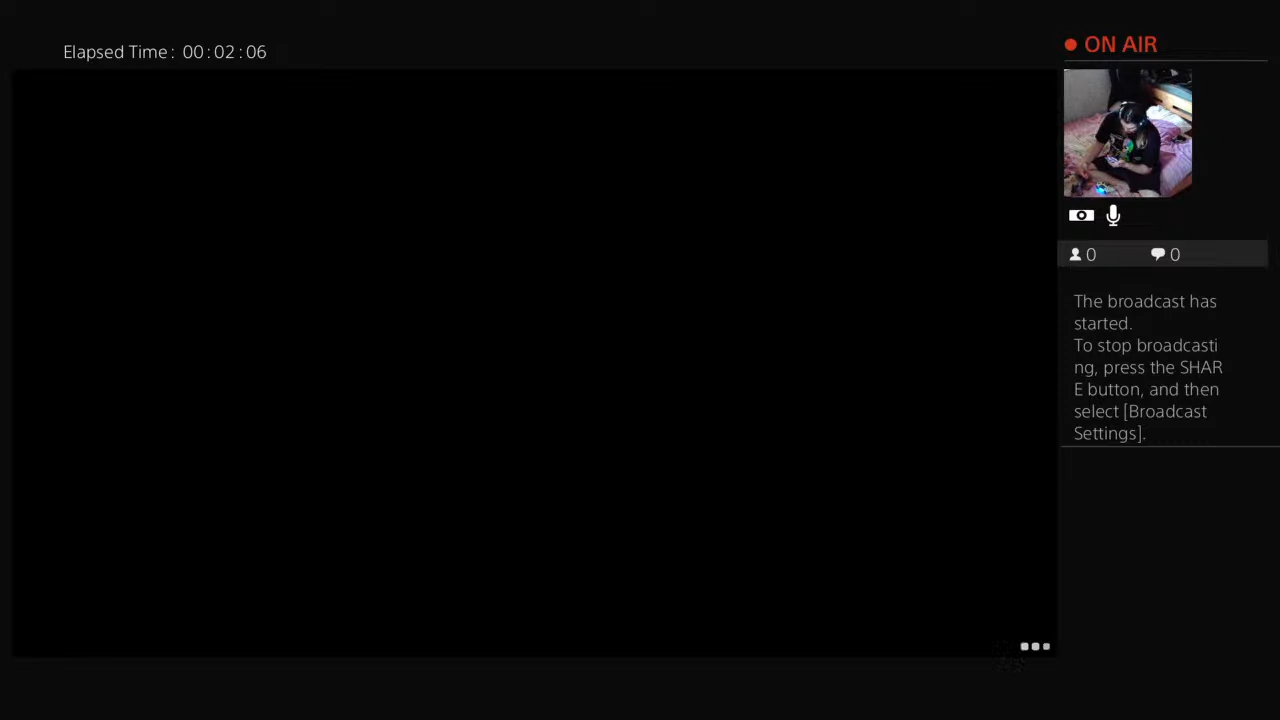 Elapsed Time: 00:02:06
ON AIR
0 0
The broadcast has
started.
To stop broadcasti
ng, press the SHAR
E button, and then
select [Broadcast
Settings].